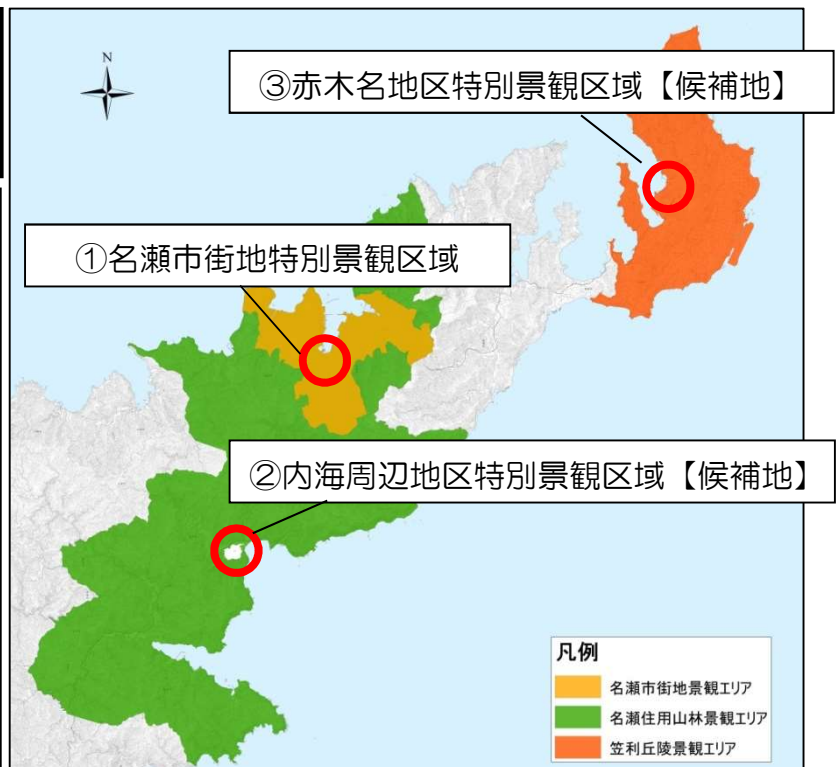 N
③赤木名地区特別景観区域【候補地】
①名瀬市街地特別景観区域
②内海周辺地区特別景観区域【候補地】
凡例
名瀬市街地景観エリア
名瀬住用山林景観エリア
笠利丘陵景観エリア